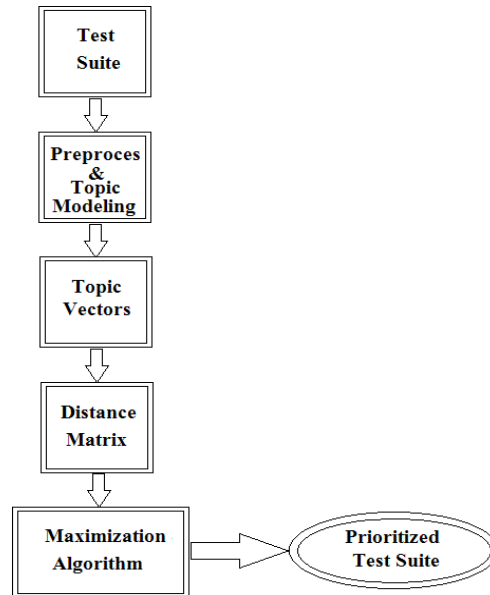 Test
Suite
Preproces
&
Topic
Modeling
Topic
Vectors
Distance
Matrix
Maximization
Algorithm
Prioritized
Test Suite